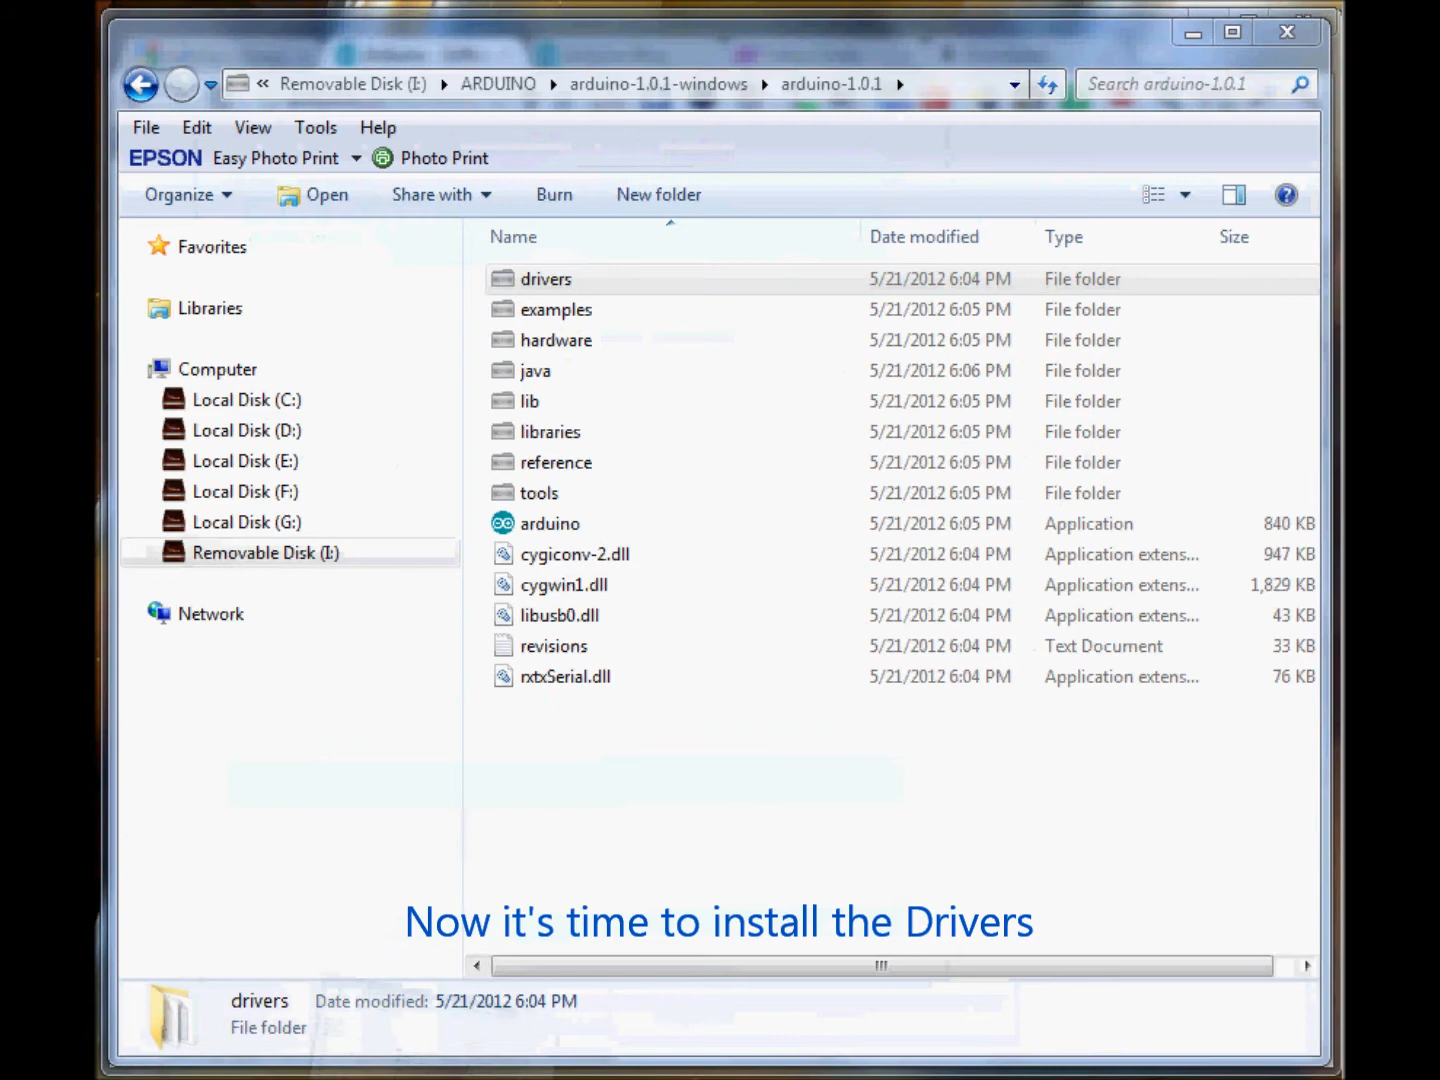 « Removable Disk (I:) ARDUINO arduino-1.0.1-windows arduino-1.0.1 Search arduino-1.0.1
File Edit View Tools Help
EPSON Easy Photo Print Photo Print
Organize Open Share with Burn New folder
Name Date modified Type Size
Favorites
Libraries
Computer
Local Disk (C:)
Local Disk (D:)
Local Disk (E:)
Local Disk (F:)
Local Disk (G:)
Removable Disk (I:)
Network
drivers 5/21/2012 6:04 PM File folder
examples 5/21/2012 6:05 PM File folder
hardware 5/21/2012 6:05 PM File folder
java 5/21/2012 6:06 PM File folder
lib 5/21/2012 6:05 PM File folder
libraries 5/21/2012 6:05 PM File folder
reference 5/21/2012 6:05 PM File folder
tools 5/21/2012 6:05 PM File folder
arduino 5/21/2012 6:05 PM Application 840 KB
cygiconv-2.dll 5/21/2012 6:04 PM Application extens... 947 KB
cygwin1.dll 5/21/2012 6:04 PM Application extens... 1,829 KB
libusb0.dll 5/21/2012 6:04 PM Application extens... 43 KB
revisions 5/21/2012 6:04 PM Text Document 33 KB
rxtxSerial.dll 5/21/2012 6:04 PM Application extens... 76 KB
Now it's time to install the Drivers
drivers Date modified: 5/21/2012 6:04 PM
File folder